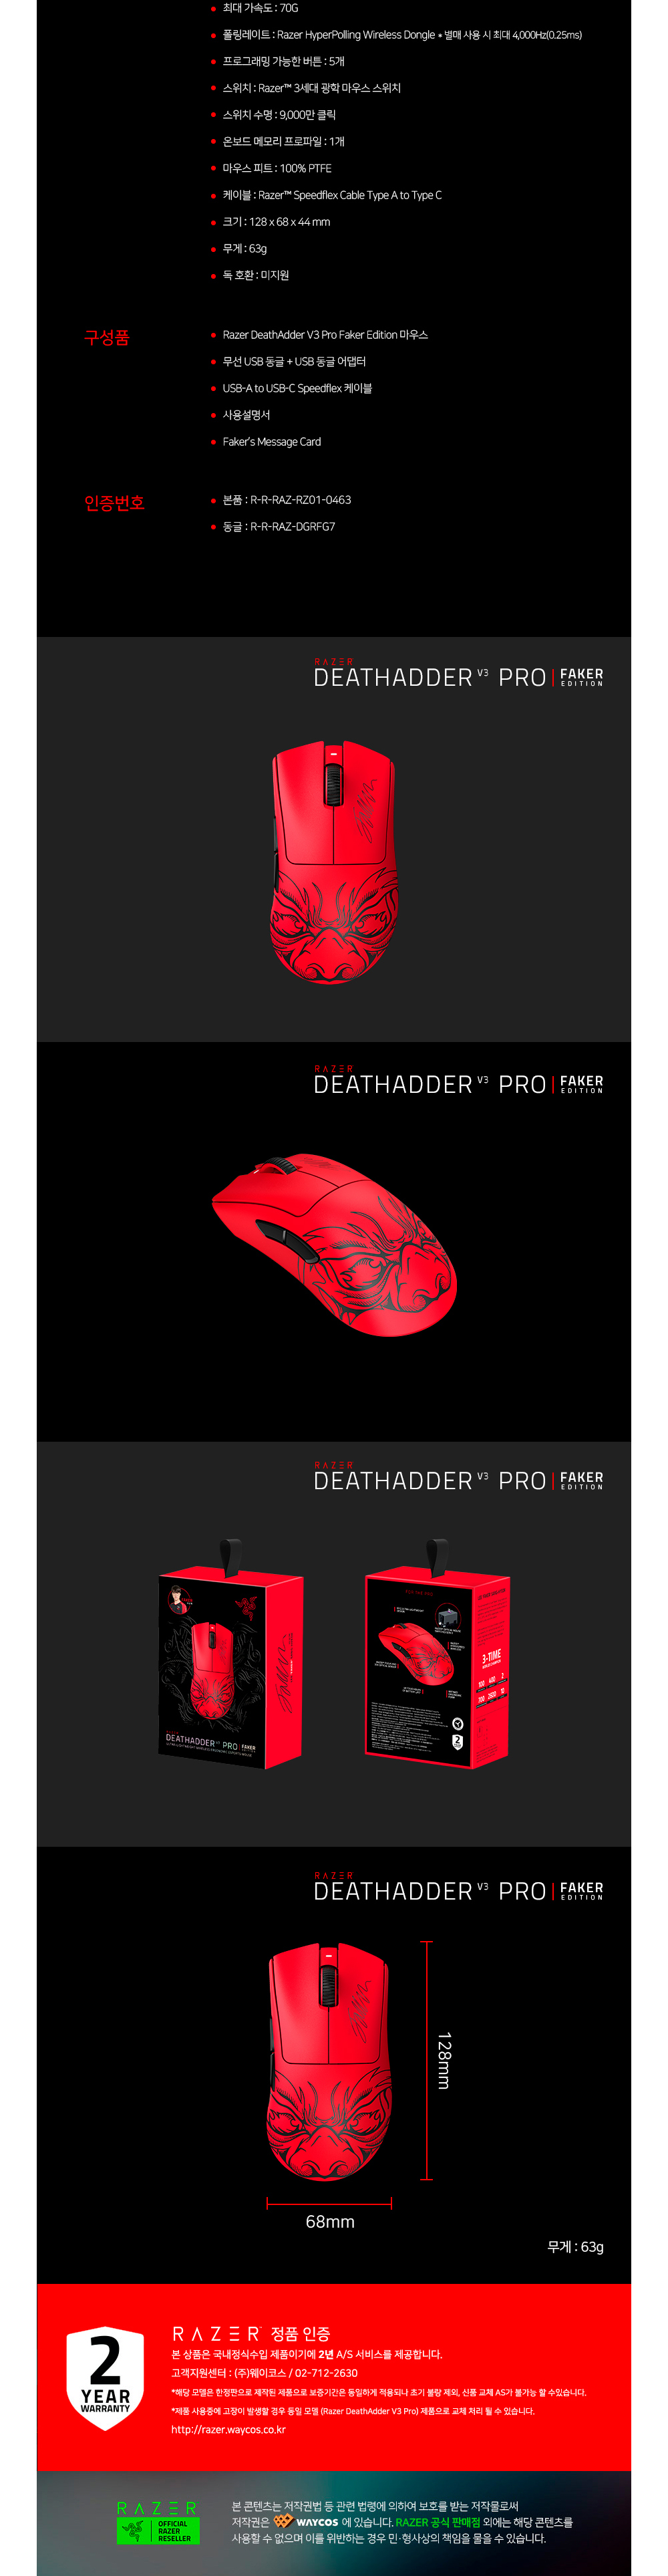 최대 가속도 : 70G
폴링레이트 : Razer HyperPolling Wireless Dongle * 별매 사용 시 최대 4,000Hz(0.25ms)
프로그래밍 가능한 버튼 : 5개
스위치 : Razer™ 3세대 광학 마우스 스위치
스위치 수명 : 9,000만 클릭
온보드 메모리 프로파일 : 1개
마우스 피트 : 100% PTFE
케이블 : Razer™ Speedflex Cable Type A to Type C
크기 : 128 x 68 x 44 mm
무게 : 63g
독 호환 : 미지원
구성품
Razer DeathAdder V3 Pro Faker Edition 마우스
무선 USB 동글 + USB 동글 어댑터
USB-A to USB-C Speedflex 케이블
사용설명서
Faker's Message Card
인증번호
본품 : R-R-RAZ-RZ01-0463
동글 : R-R-RAZ-DGRFG7
RAZER
DEATHADDER V3 PRO | FAKER EDITION
RAZER
DEATHADDER V3 PRO | FAKER EDITION
RAZER
DEATHADDER V3 PRO | FAKER EDITION
DEATHADDER V3 PRO | FAKER EDITION
3-TIME
RAZER
DEATHADDER V3 PRO | FAKER EDITION
128mm
68mm
무게 : 63g
2
YEAR
WARRANTY
RAZER 정품 인증
본 상품은 국내정식수입 제품이기에 2년 A/S 서비스를 제공합니다.
고객지원센터 : (주)웨이코스 / 02-712-2630
*해당 모델은 한정판으로 제작된 제품으로 보증기간은 동일하게 적용되나 초기 불량 제외, 신품 교체 AS가 불가능 할 수있습니다.
*제품 사용중에 고장이 발생할 경우 동일 모델 (Razer DeathAdder V3 Pro) 제품으로 교체 처리 될 수 있습니다.
http://razer.waycos.co.kr
RAZER
OFFICIAL
RAZER
RESELLER
본 콘텐츠는 저작권법 등 관련 법령에 의하여 보호를 받는 저작물로써
저작권은 WAYCOS 에 있습니다. RAZER 공식 판매점 외에는 해당 콘텐츠를
사용할 수 없으며 이를 위반하는 경우 민·형사상의 책임을 물을 수 있습니다.